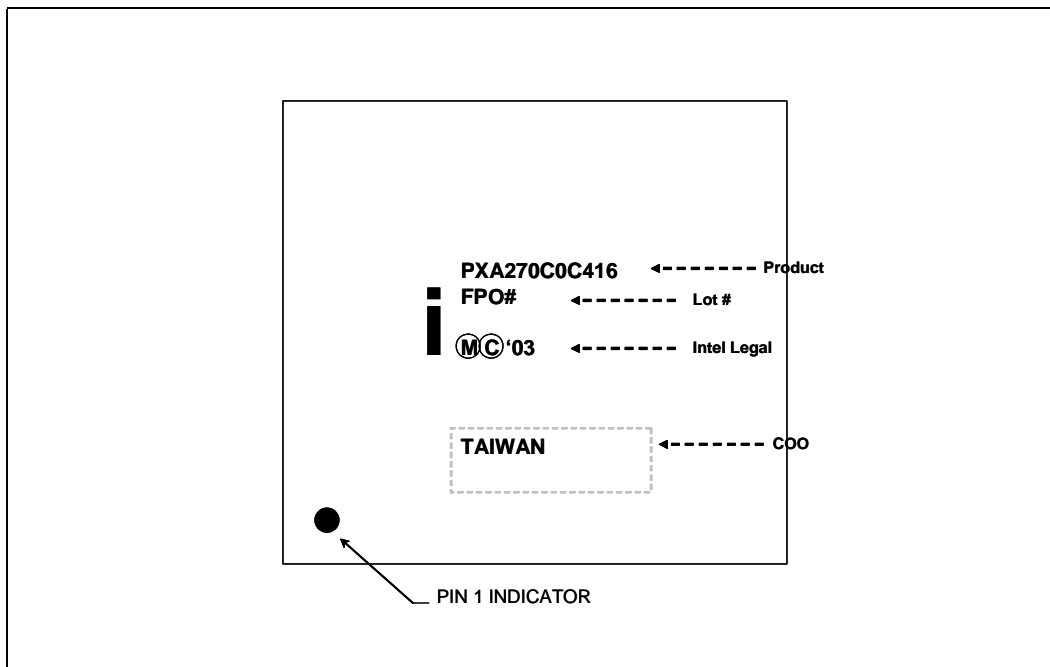 PXA270C0C416 Product
FPO# Lot #
ⓂⒸ '03 Intel Legal
TAIWAN COO
PIN 1 INDICATOR